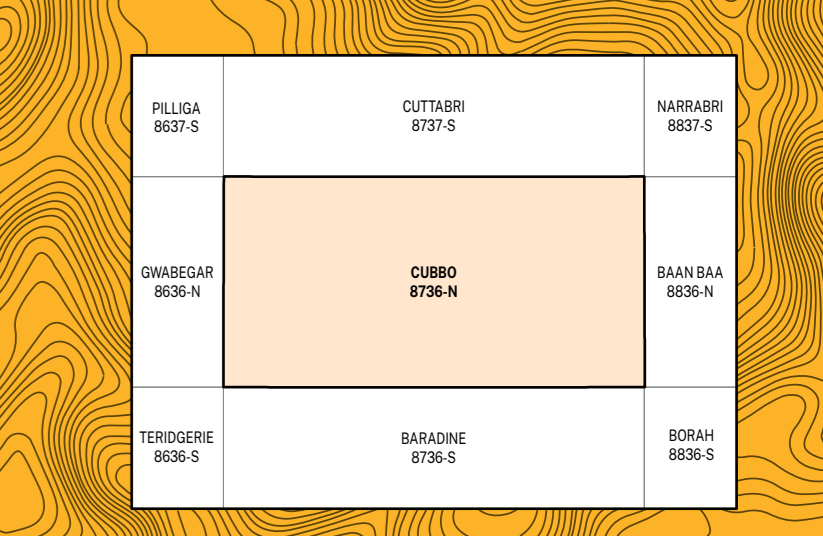 PILLIGA
8637-S
CUTTABRI
8737-S
NARRABRI
8837-S
GWABEGAR
8636-N
CUBBO
8736-N
BAAN BAA
8836-N
TERIDGERIE
8636-S
BARADINE
8736-S
BORAH
8836-S